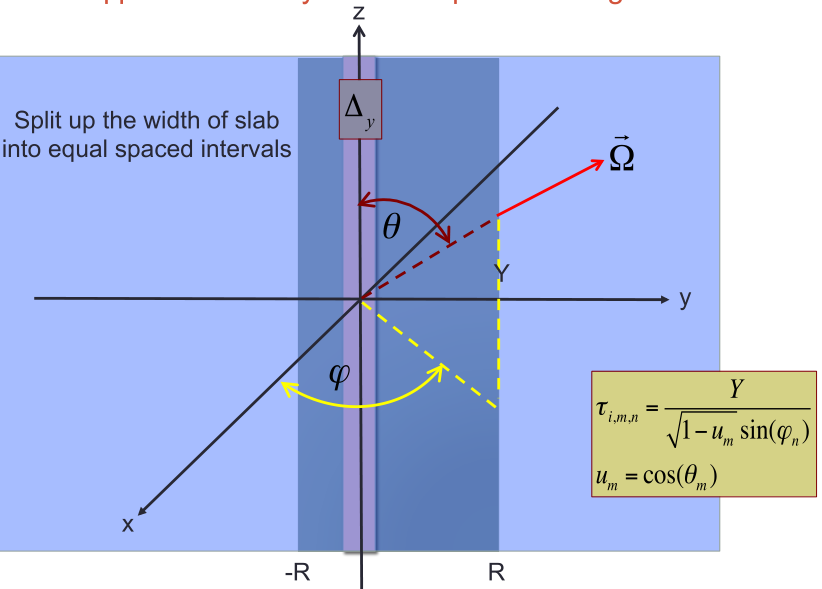 z
Split up the width of slab
into equal spaced intervals
Δ_y
Ω⃗
θ
Y
y
φ
τ_{i,m,n} = Y / (√(1−u_m) sin(φ_n))
u_m = cos(θ_m)
x
-R
R